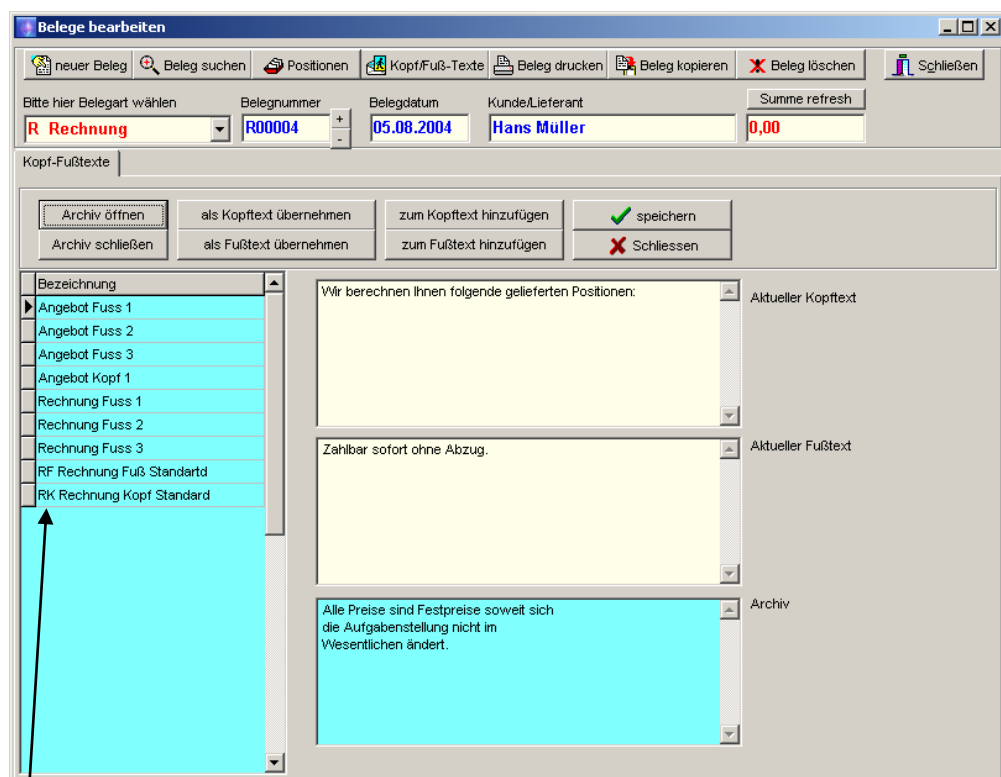 Belege bearbeiten
neuer Beleg Beleg suchen Positionen Kopf/Fuß-Texte Beleg drucken Beleg kopieren Beleg löschen Schließen
Bitte hier Belegart wählen Belegnummer Belegdatum Kunde/Lieferant Summe refresh
R Rechnung R00004 + - 05.08.2004 Hans Müller 0,00
Kopf-Fußtexte
Archiv öffnen als Kopftext übernehmen zum Kopftext hinzufügen speichern
Archiv schließen als Fußtext übernehmen zum Fußtext hinzufügen Schliessen
Bezeichnung
Angebot Fuss 1
Angebot Fuss 2
Angebot Fuss 3
Angebot Kopf 1
Rechnung Fuss 1
Rechnung Fuss 2
Rechnung Fuss 3
RF Rechnung Fuß Standartd
RK Rechnung Kopf Standard
Wir berechnen Ihnen folgende gelieferten Positionen:
Aktueller Kopftext
Zahlbar sofort ohne Abzug.
Aktueller Fußtext
Alle Preise sind Festpreise soweit sich
die Aufgabenstellung nicht im
Wesentlichen ändert.
Archiv